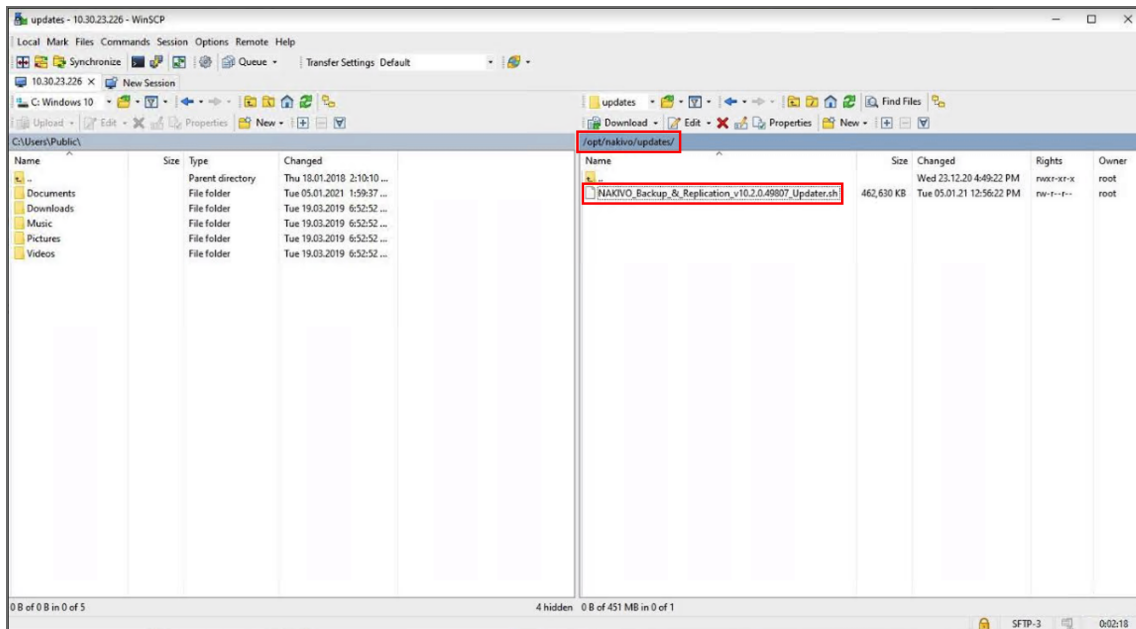 updates - 10.30.23.226 - WinSCP
Local Mark Files Commands Session Options Remote Help
Synchronize Queue Transfer Settings Default
10.30.23.226 New Session
C: Windows 10
updates Find Files
Upload Edit Properties New
Download Edit Properties New
C:\Users\Public\
/opt/nakivo/updates/
Name Size Type Changed
.. Parent directory Thu 18.01.2018 2:10:10 ...
Documents File folder Tue 05.01.2021 1:59:37 ...
Downloads File folder Tue 19.03.2019 6:52:52 ...
Music File folder Tue 19.03.2019 6:52:52 ...
Pictures File folder Tue 19.03.2019 6:52:52 ...
Videos File folder Tue 19.03.2019 6:52:52 ...
Name Size Changed Rights Owner
.. Wed 23.12.20 4:49:22 PM rwxr-xr-x root
NAKIVO_Backup_&_Replication_v10.2.0.49807_Updater.sh 462,630 KB Tue 05.01.21 12:56:22 PM rw-r--r-- root
0 B of 0 B in 0 of 5 4 hidden
0 B of 451 MB in 0 of 1
SFTP-3 0:02:18